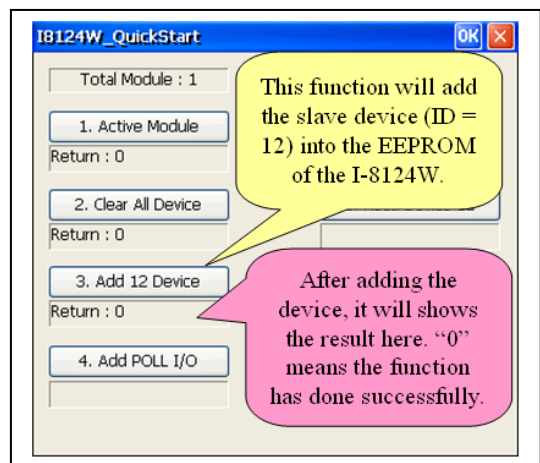 I8124W_QuickStart OK
Total Module : 1
1. Active Module
Return : 0
2. Clear All Device
Return : 0
3. Add 12 Device
Return : 0
4. Add POLL I/O
This function will add
the slave device (ID =
12) into the EEPROM
of the I-8124W.
After adding the
device, it will shows
the result here. “0”
means the function
has done successfully.